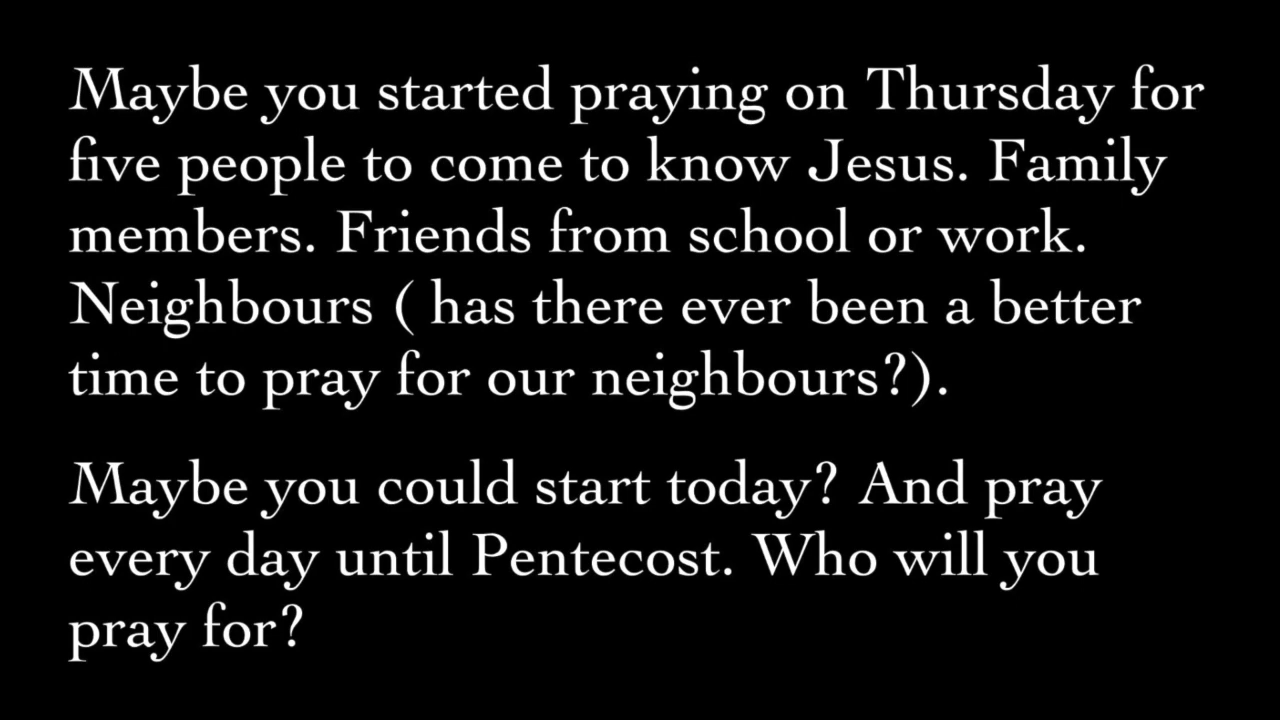 Maybe you started praying on Thursday for
five people to come to know Jesus. Family
members. Friends from school or work.
Neighbours ( has there ever been a better
time to pray for our neighbours?).
Maybe you could start today? And pray
every day until Pentecost. Who will you
pray for?